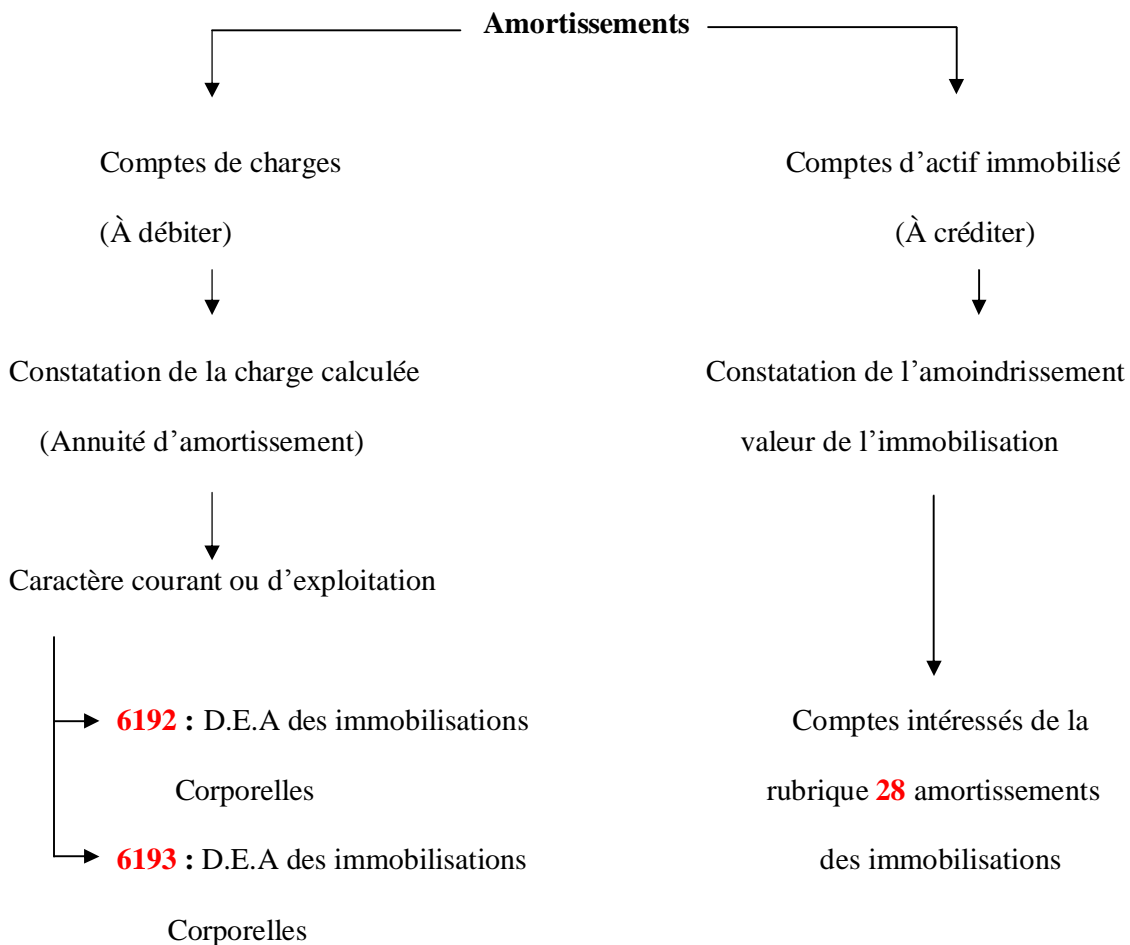 Amortissements
Comptes de charges
(À débiter)
Constatation de la charge calculée
(Annuité d’amortissement)
Caractère courant ou d’exploitation
6192 : D.E.A des immobilisations
Corporelles
6193 : D.E.A des immobilisations
Corporelles
Comptes d’actif immobilisé
(À créditer)
Constatation de l’amoindrissement
valeur de l’immobilisation
Comptes intéressés de la
rubrique 28 amortissements
des immobilisations